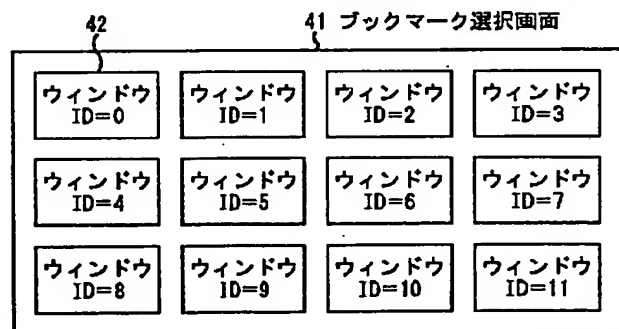 42
41 ブックマーク選択画面
ウィンドウ
ID=0
ウィンドウ
ID=1
ウィンドウ
ID=2
ウィンドウ
ID=3
ウィンドウ
ID=4
ウィンドウ
ID=5
ウィンドウ
ID=6
ウィンドウ
ID=7
ウィンドウ
ID=8
ウィンドウ
ID=9
ウィンドウ
ID=10
ウィンドウ
ID=11